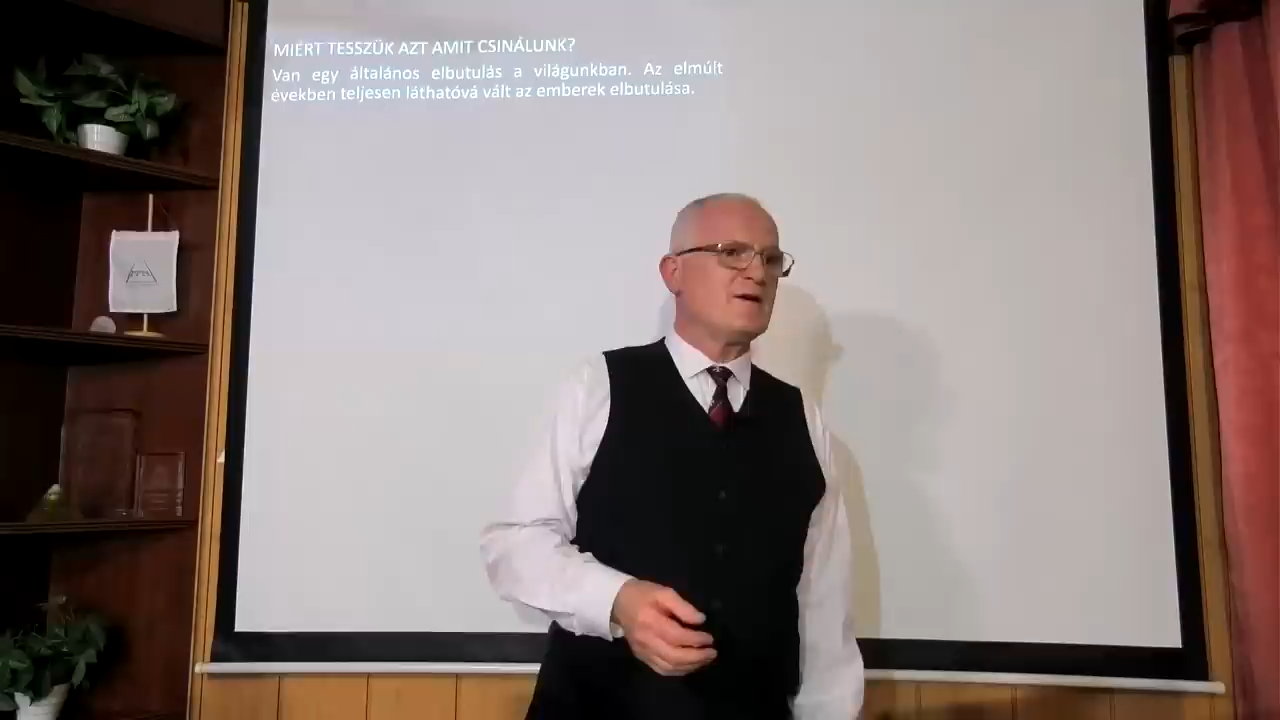 MIÉRT TESSZÜK AZT AMIT CSINÁLUNK?
Van egy általános elbutulás a világunkban. Az elmúlt
években teljesen láthatóvá vált az emberek elbutulása.